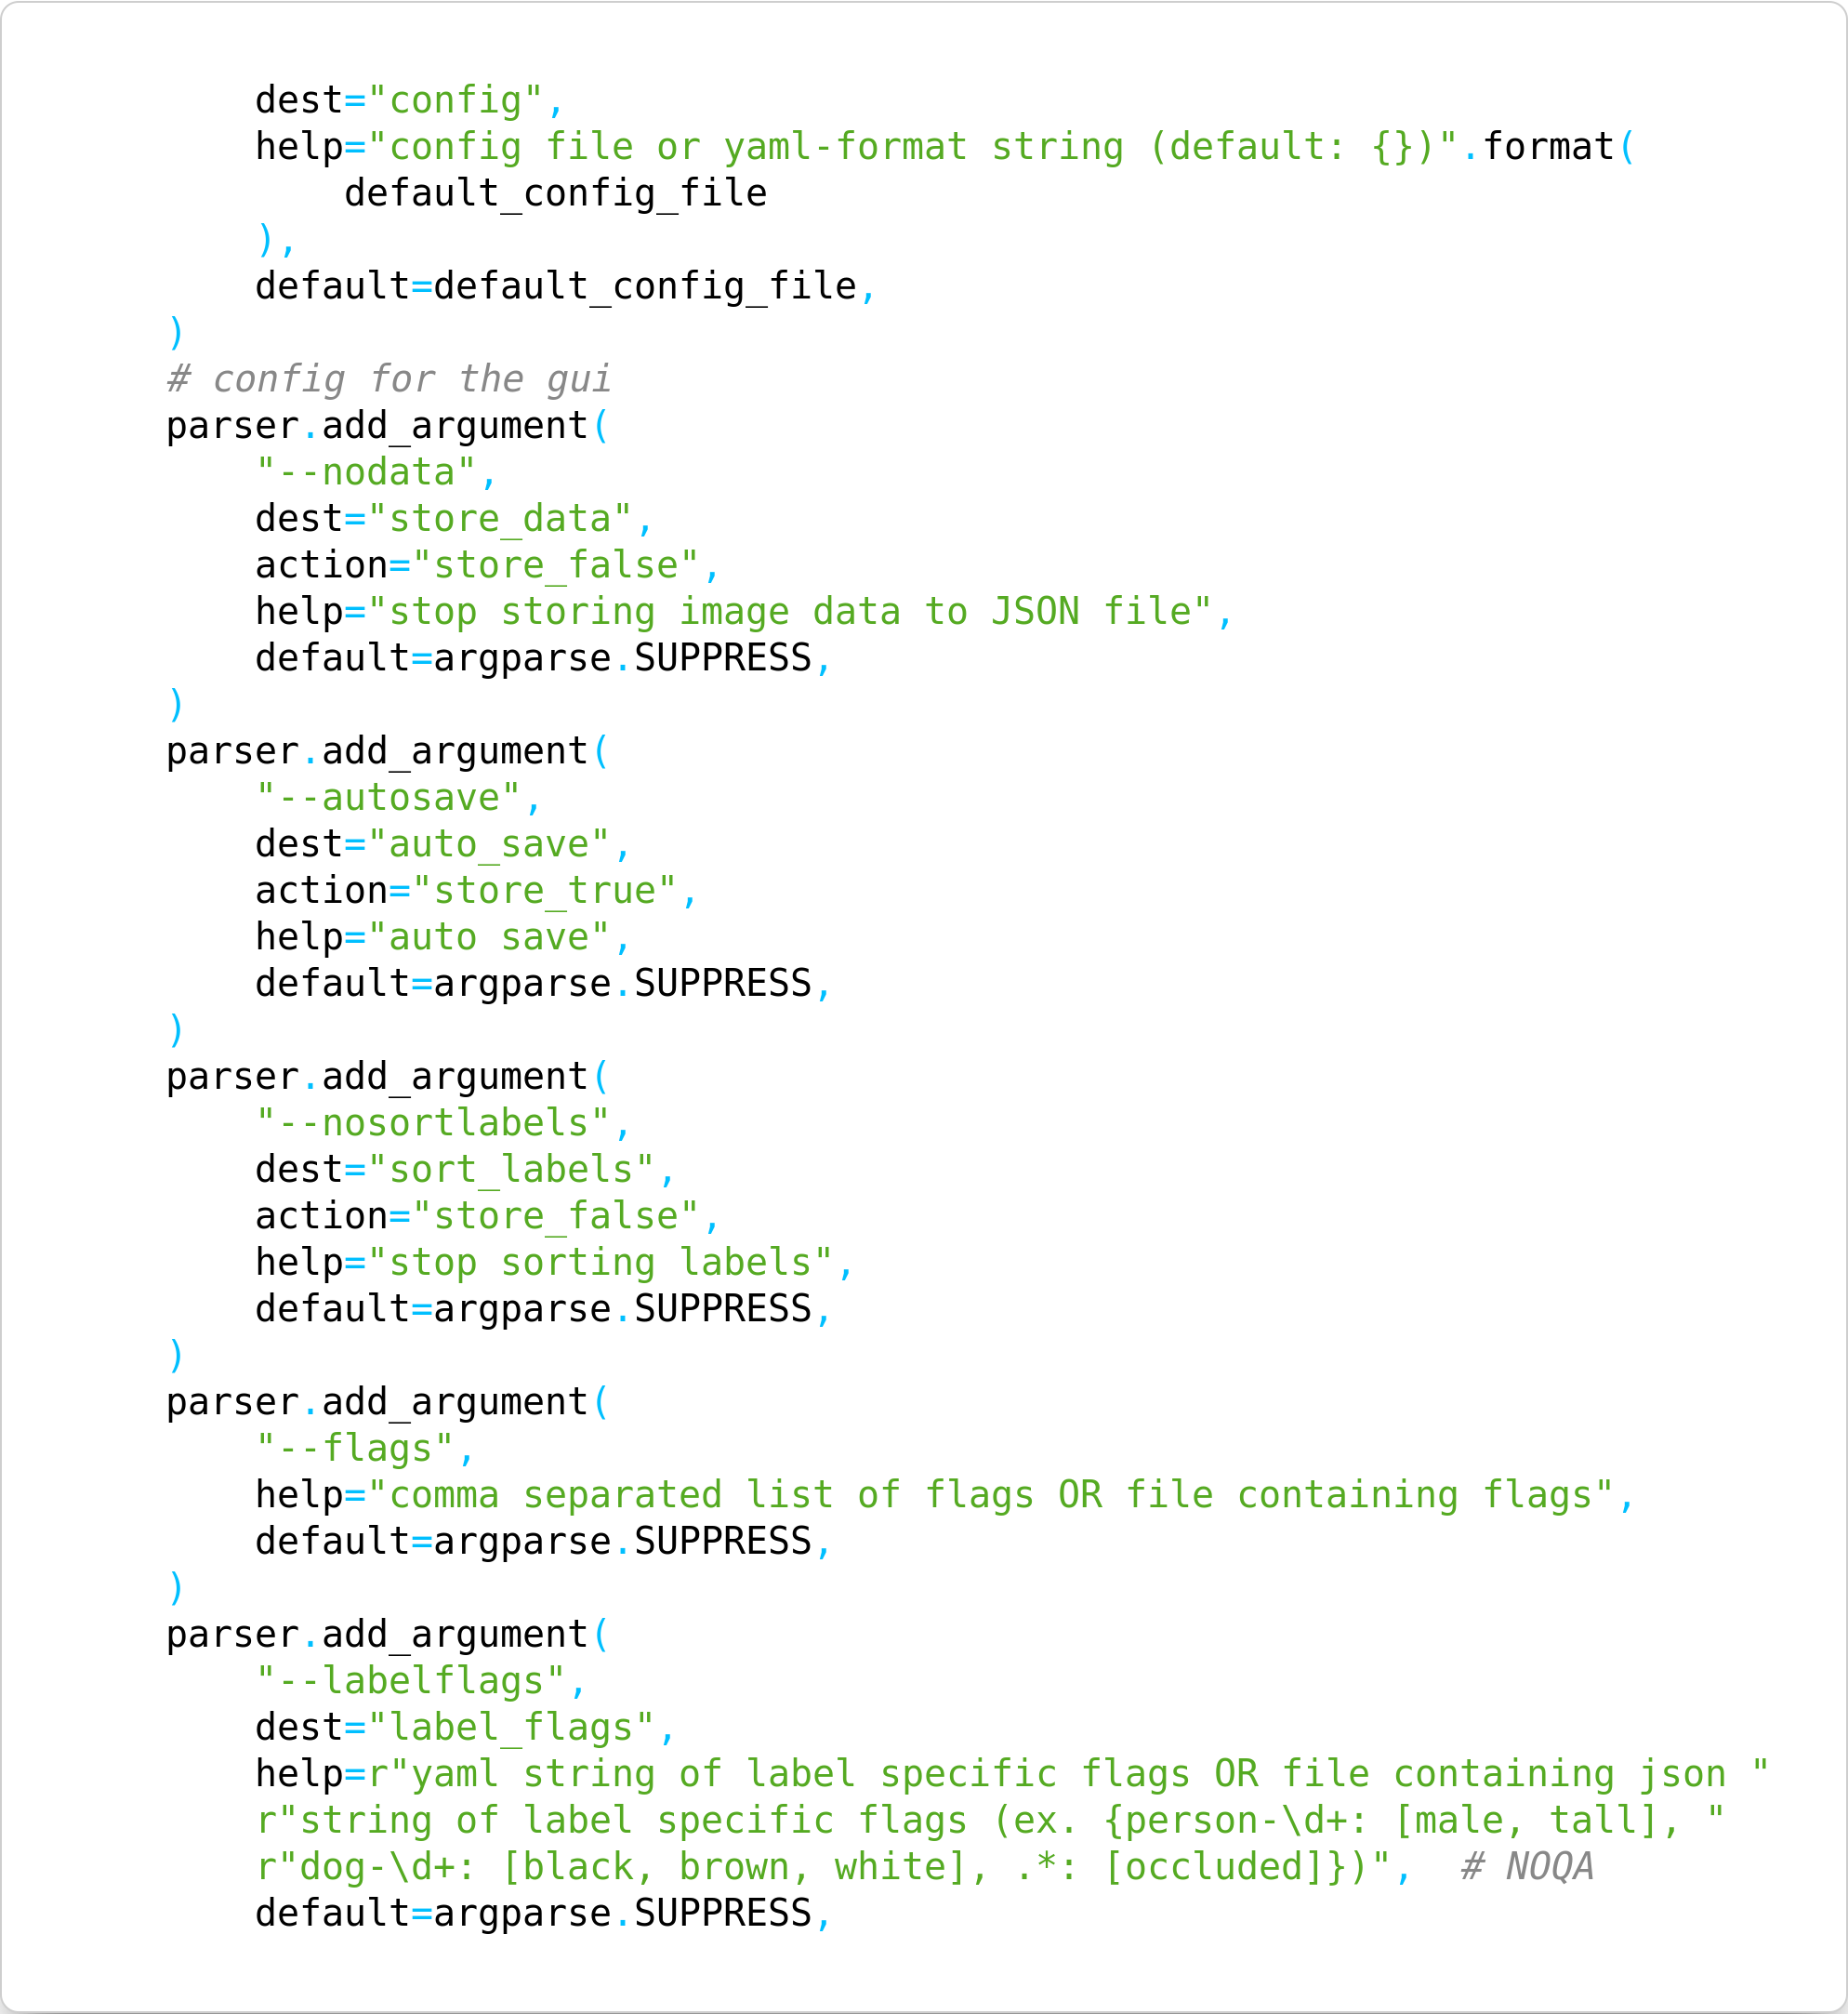 dest="config",
        help="config file or yaml-format string (default: {})".format(
            default_config_file
        ),
        default=default_config_file,
    )
    # config for the gui
    parser.add_argument(
        "--nodata",
        dest="store_data",
        action="store_false",
        help="stop storing image data to JSON file",
        default=argparse.SUPPRESS,
    )
    parser.add_argument(
        "--autosave",
        dest="auto_save",
        action="store_true",
        help="auto save",
        default=argparse.SUPPRESS,
    )
    parser.add_argument(
        "--nosortlabels",
        dest="sort_labels",
        action="store_false",
        help="stop sorting labels",
        default=argparse.SUPPRESS,
    )
    parser.add_argument(
        "--flags",
        help="comma separated list of flags OR file containing flags",
        default=argparse.SUPPRESS,
    )
    parser.add_argument(
        "--labelflags",
        dest="label_flags",
        help=r"yaml string of label specific flags OR file containing json "
        r"string of label specific flags (ex. {person-\d+: [male, tall], "
        r"dog-\d+: [black, brown, white], .*: [occluded]})",  # NOQA
        default=argparse.SUPPRESS,